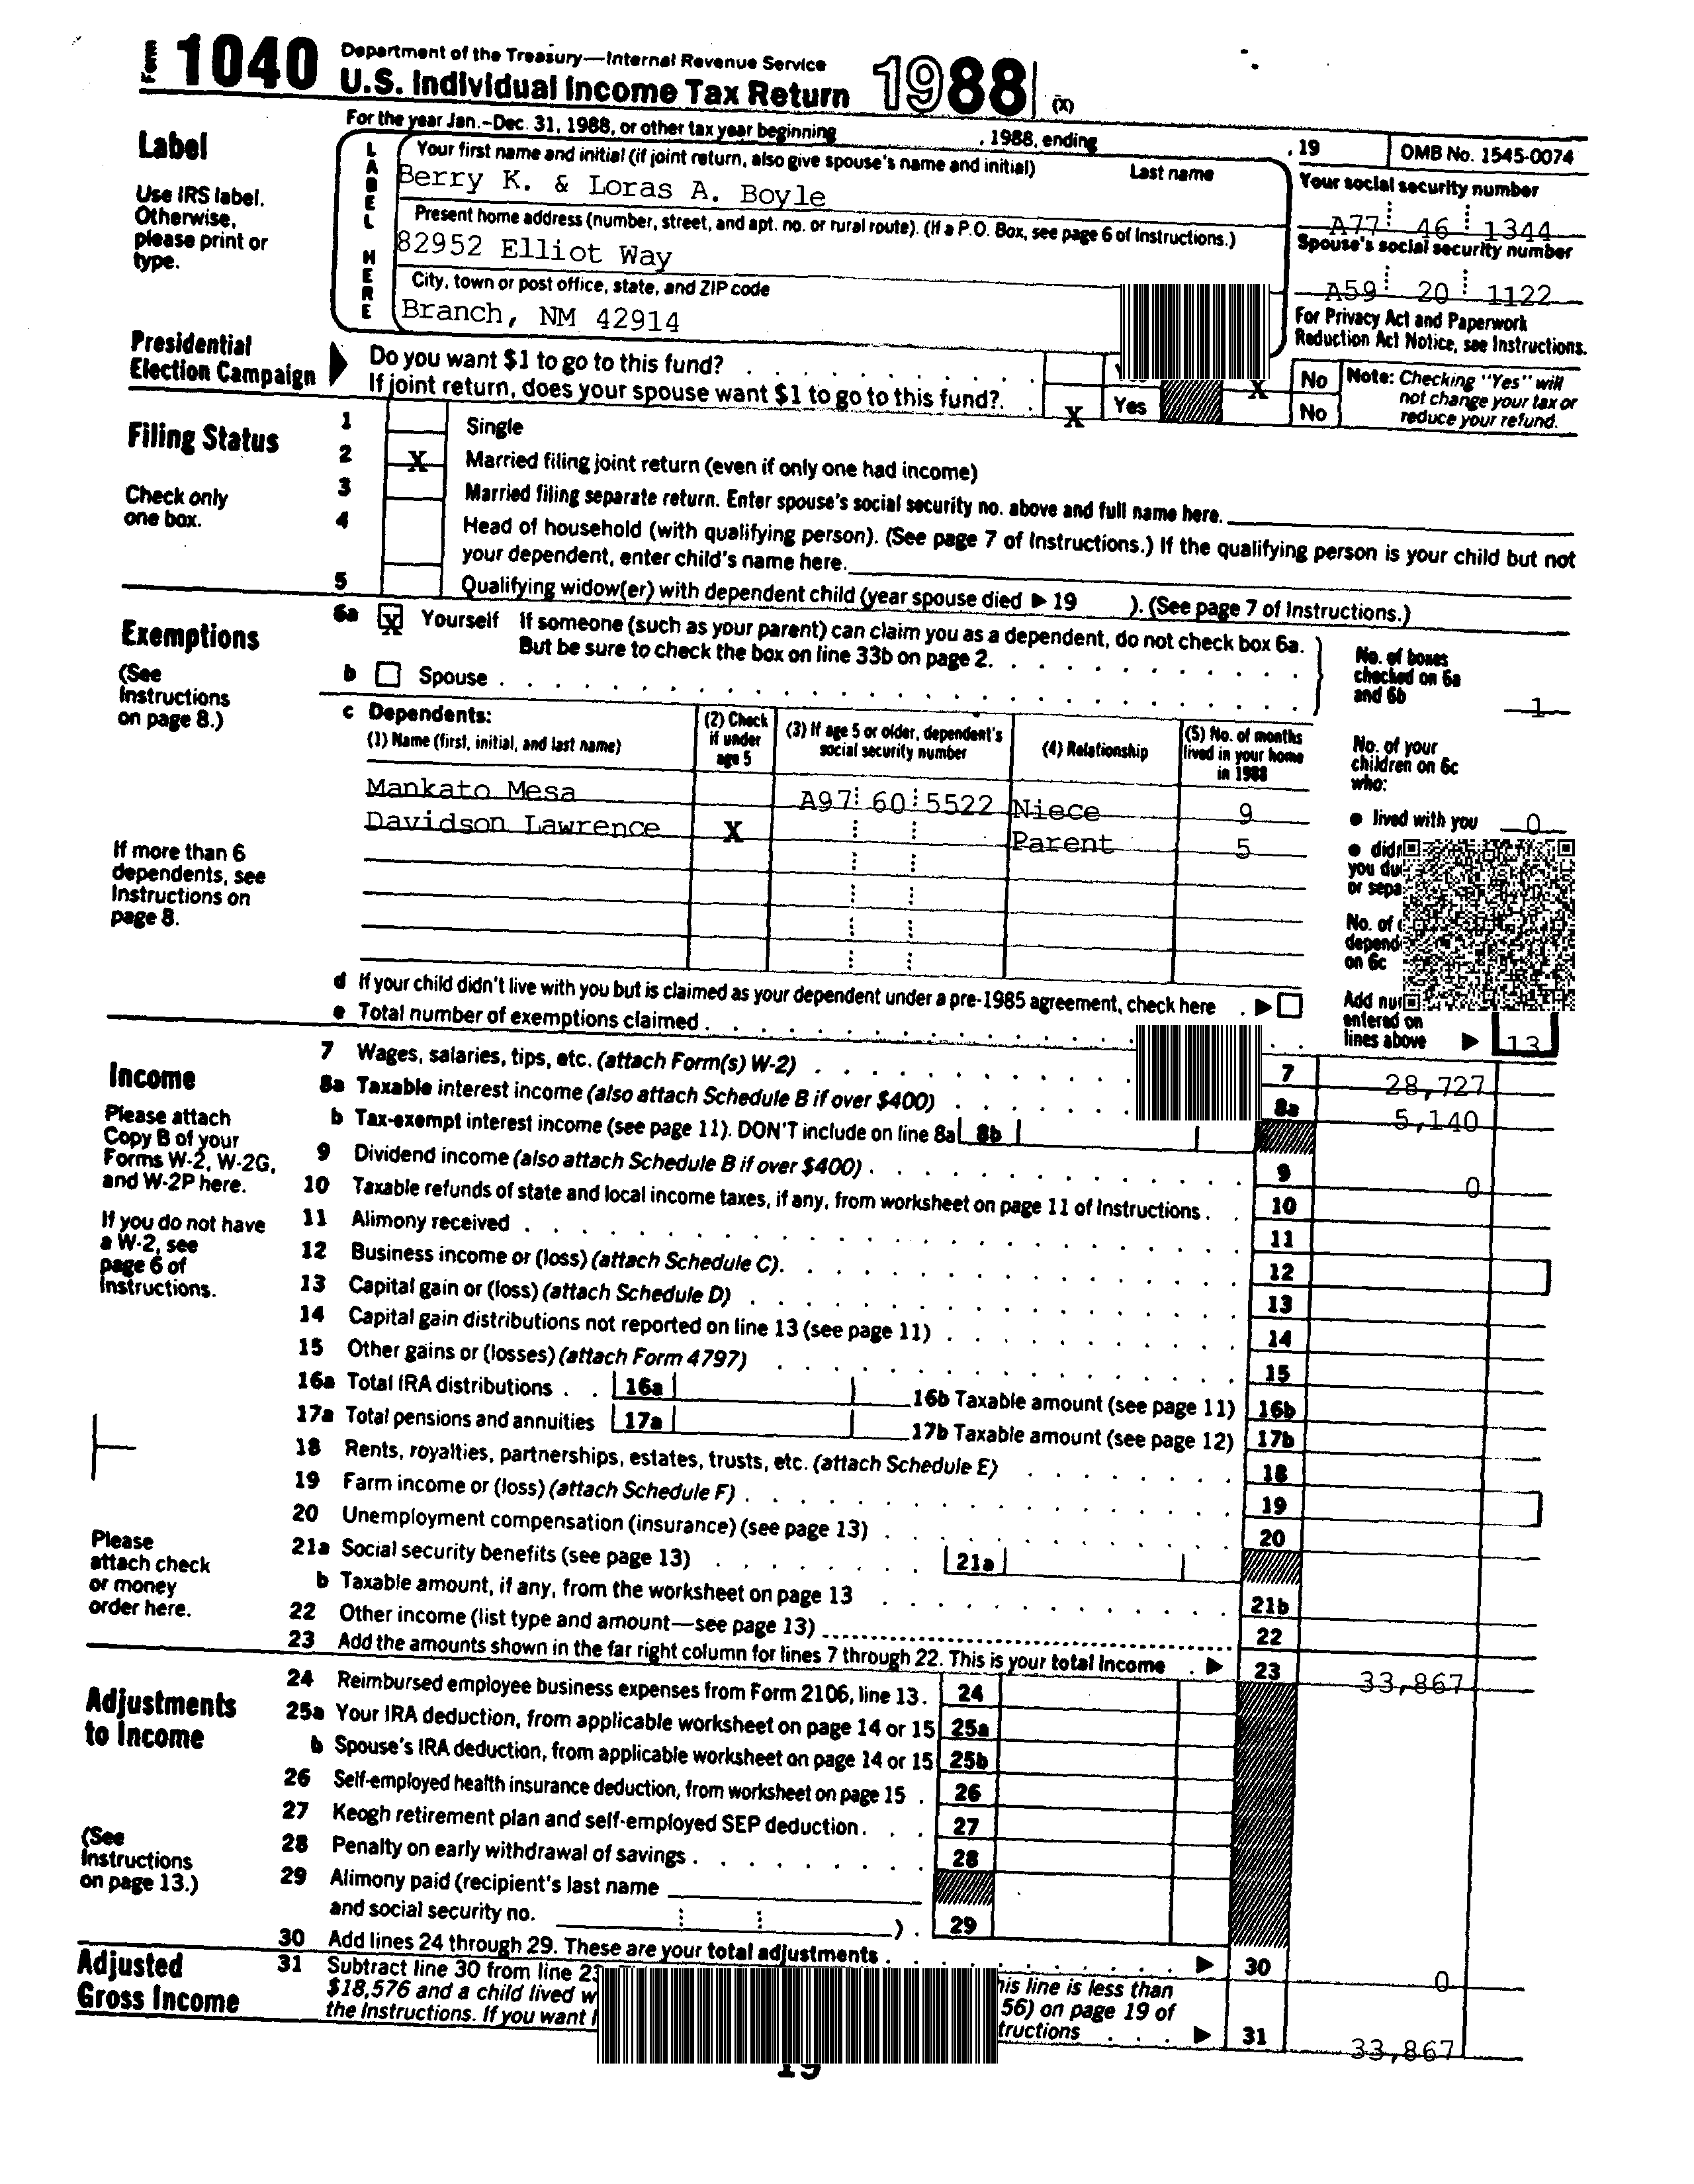 Form 1040 Department of the Treasury—Internal Revenue Service
U.S. Individual Income Tax Return 1988 (X)
For the year Jan.-Dec. 31, 1988, or other tax year beginning , 1988, ending , 19 OMB No. 1545-0074
Label
Use IRS label.
Otherwise,
please print or
type.
LABEL HERE
Your first name and initial (if joint return, also give spouse's name and initial) Last name
Berry K. & Loras A. Boyle
Present home address (number, street, and apt. no. or rural route). (If a P.O. Box, see page 6 of Instructions.)
82952 Elliot Way
City, town or post office, state, and ZIP code
Branch, NM 42914
Your social security number
A77 46 1344
Spouse's social security number
A59 20 1122
For Privacy Act and Paperwork
Reduction Act Notice, see Instructions.
Presidential
Election Campaign
Do you want $1 to go to this fund? X No
If joint return, does your spouse want $1 to go to this fund? X Yes No
Note: Checking "Yes" will
not change your tax or
reduce your refund.
Filing Status
Check only
one box.
1 Single
2 X Married filing joint return (even if only one had income)
3 Married filing separate return. Enter spouse's social security no. above and full name here.
4 Head of household (with qualifying person). (See page 7 of Instructions.) If the qualifying person is your child but not
your dependent, enter child's name here.
5 Qualifying widow(er) with dependent child (year spouse died ▶ 19 ). (See page 7 of Instructions.)
Exemptions
(See
Instructions
on page 8.)
6a X Yourself If someone (such as your parent) can claim you as a dependent, do not check box 6a.
But be sure to check the box on line 33b on page 2.
b Spouse
No. of boxes
checked on 6a
and 6b 1
c Dependents:
(1) Name (first, initial, and last name)
(2) Check
if under
age 5
(3) If age 5 or older, dependent's
social security number
(4) Relationship
(5) No. of months
lived in your home
in 1988
Mankato Mesa A97 60 5522 Niece 9
Davidson Lawrence X Parent 5
No. of your
children on 6c
who:
● lived with you 0
● didn
you du
or sepa
No. of
depend
on 6c
If more than 6
dependents, see
Instructions on
page 8.
d If your child didn't live with you but is claimed as your dependent under a pre-1985 agreement, check here ▶
e Total number of exemptions claimed
Add nu
entered on
lines above ▶ 13
Income
Please attach
Copy B of your
Forms W-2, W-2G,
and W-2P here.
If you do not have
a W-2, see
page 6 of
Instructions.
Please
attach check
or money
order here.
7 Wages, salaries, tips, etc. (attach Form(s) W-2) 7 28,727
8a Taxable interest income (also attach Schedule B if over $400) 8a 5,140
b Tax-exempt interest income (see page 11). DON'T include on line 8a 8b
9 Dividend income (also attach Schedule B if over $400) 9 0
10 Taxable refunds of state and local income taxes, if any, from worksheet on page 11 of Instructions 10
11 Alimony received 11
12 Business income or (loss) (attach Schedule C) 12
13 Capital gain or (loss) (attach Schedule D) 13
14 Capital gain distributions not reported on line 13 (see page 11) 14
15 Other gains or (losses) (attach Form 4797) 15
16a Total IRA distributions 16a 16b Taxable amount (see page 11) 16b
17a Total pensions and annuities 17a 17b Taxable amount (see page 12) 17b
18 Rents, royalties, partnerships, estates, trusts, etc. (attach Schedule E) 18
19 Farm income or (loss) (attach Schedule F) 19
20 Unemployment compensation (insurance) (see page 13) 20
21a Social security benefits (see page 13) 21a
b Taxable amount, if any, from the worksheet on page 13 21b
22 Other income (list type and amount—see page 13) 22
23 Add the amounts shown in the far right column for lines 7 through 22. This is your total income ▶ 23 33,867
Adjustments
to Income
(See
Instructions
on page 13.)
24 Reimbursed employee business expenses from Form 2106, line 13 24
25a Your IRA deduction, from applicable worksheet on page 14 or 15 25a
b Spouse's IRA deduction, from applicable worksheet on page 14 or 15 25b
26 Self-employed health insurance deduction, from worksheet on page 15 26
27 Keogh retirement plan and self-employed SEP deduction 27
28 Penalty on early withdrawal of savings 28
29 Alimony paid (recipient's last name
and social security no. ) 29
30 Add lines 24 through 29. These are your total adjustments ▶ 30 0
Adjusted
Gross Income
31 Subtract line 30 from line 23 his line is less than
$18,576 and a child lived w 56) on page 19 of
the Instructions. If you want I tructions ▶ 31 33,867